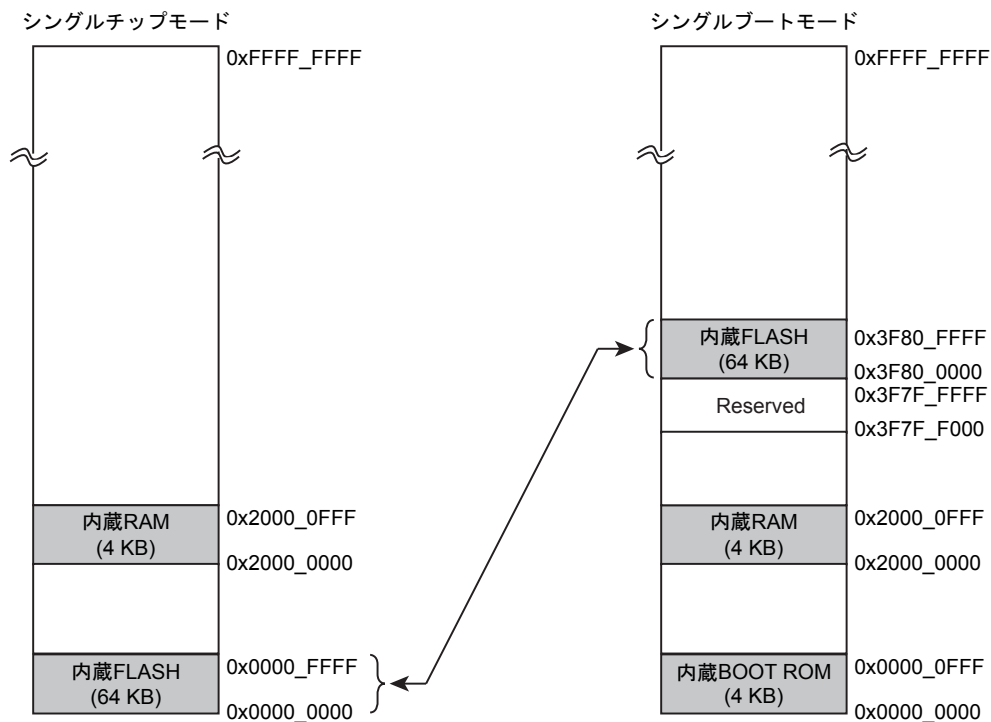 シングルチップモード
0xFFFF_FFFF
内蔵RAM
(4 KB)
0x2000_0FFF
0x2000_0000
内蔵FLASH
(64 KB)
0x0000_FFFF
0x0000_0000
シングルブートモード
0xFFFF_FFFF
内蔵FLASH
(64 KB)
0x3F80_FFFF
0x3F80_0000
Reserved
0x3F7F_FFFF
0x3F7F_F000
内蔵RAM
(4 KB)
0x2000_0FFF
0x2000_0000
内蔵BOOT ROM
(4 KB)
0x0000_0FFF
0x0000_0000